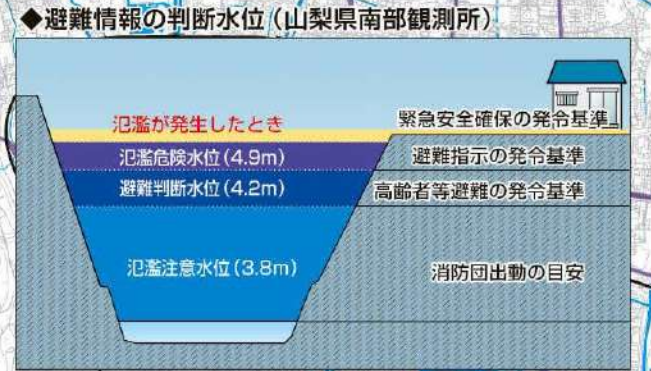 ◆避難情報の判断水位(山梨県南部観測所)
氾濫が発生したとき
緊急安全確保の発令基準
氾濫危険水位(4.9m)
避難指示の発令基準
避難判断水位(4.2m)
高齢者等避難の発令基準
氾濫注意水位(3.8m)
消防団出動の目安